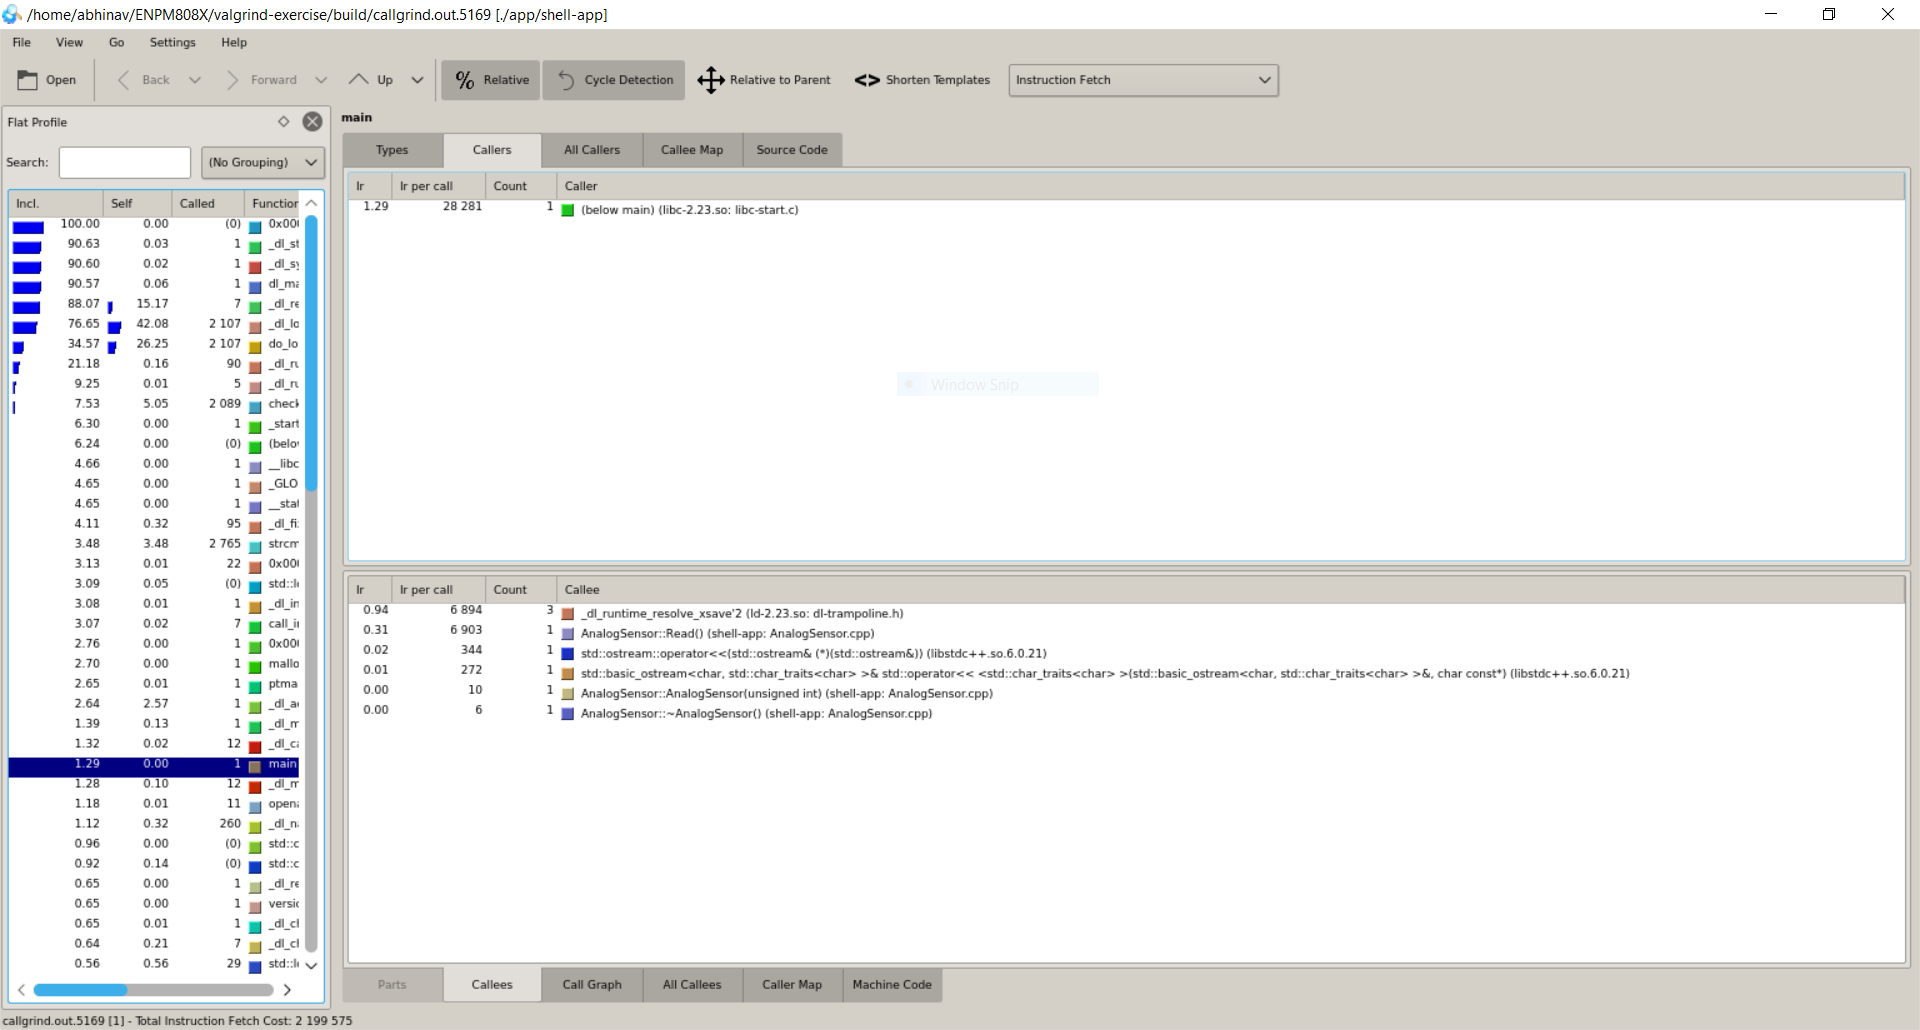 /home/abhinav/ENPM808X/valgrind-exercise/build/callgrind.out.5169 [./app/shell-app]
File View Go Settings Help
Open Back Forward Up % Relative Cycle Detection Relative to Parent <> Shorten Templates Instruction Fetch
Flat Profile
Search: (No Grouping)
Incl. Self Called Function
100.00 0.00 (0) 0x000
90.63 0.03 1 _dl_st
90.60 0.02 1 _dl_sy
90.57 0.06 1 dl_ma
88.07 15.17 7 _dl_re
76.65 42.08 2 107 _dl_lo
34.57 26.25 2 107 do_lo
21.18 0.16 90 _dl_ru
9.25 0.01 5 _dl_ru
7.53 5.05 2 089 check
6.30 0.00 1 _start
6.24 0.00 (0) (below
4.66 0.00 1 __libc
4.65 0.00 1 _GLO
4.65 0.00 1 __stat
4.11 0.32 95 _dl_fi
3.48 3.48 2 765 strcm
3.13 0.01 22 0x000
3.09 0.05 (0) std::l
3.08 0.01 1 _dl_in
3.07 0.02 7 call_i
2.76 0.00 1 0x000
2.70 0.00 1 mallo
2.65 0.01 1 ptma
2.64 2.57 1 _dl_a
1.39 0.13 1 _dl_m
1.32 0.02 12 _dl_c
1.29 0.00 1 main
1.28 0.10 12 _dl_m
1.18 0.01 11 open
1.12 0.32 260 _dl_n
0.96 0.00 (0) std::c
0.92 0.14 (0) std::c
0.65 0.00 1 _dl_re
0.65 0.00 1 versi
0.65 0.01 1 _dl_c
0.64 0.21 7 _dl_c
0.56 0.56 29 std::l
main
Types Callers All Callers Callee Map Source Code
Ir Ir per call Count Caller
1.29 28 281 1 (below main) (libc-2.23.so: libc-start.c)
Window Snip
Ir Ir per call Count Callee
0.94 6 894 3 _dl_runtime_resolve_xsave'2 (ld-2.23.so: dl-trampoline.h)
0.31 6 903 1 AnalogSensor::Read() (shell-app: AnalogSensor.cpp)
0.02 344 1 std::ostream::operator<<(std::ostream& (*)(std::ostream&)) (libstdc++.so.6.0.21)
0.01 272 1 std::basic_ostream<char, std::char_traits<char> >& std::operator<< <std::char_traits<char> >(std::basic_ostream<char, std::char_traits<char> >&, char const*) (libstdc++.so.6.0.21)
0.00 10 1 AnalogSensor::AnalogSensor(unsigned int) (shell-app: AnalogSensor.cpp)
0.00 6 1 AnalogSensor::~AnalogSensor() (shell-app: AnalogSensor.cpp)
Parts Callees Call Graph All Callees Caller Map Machine Code
callgrind.out.5169 [1] - Total Instruction Fetch Cost: 2 199 575